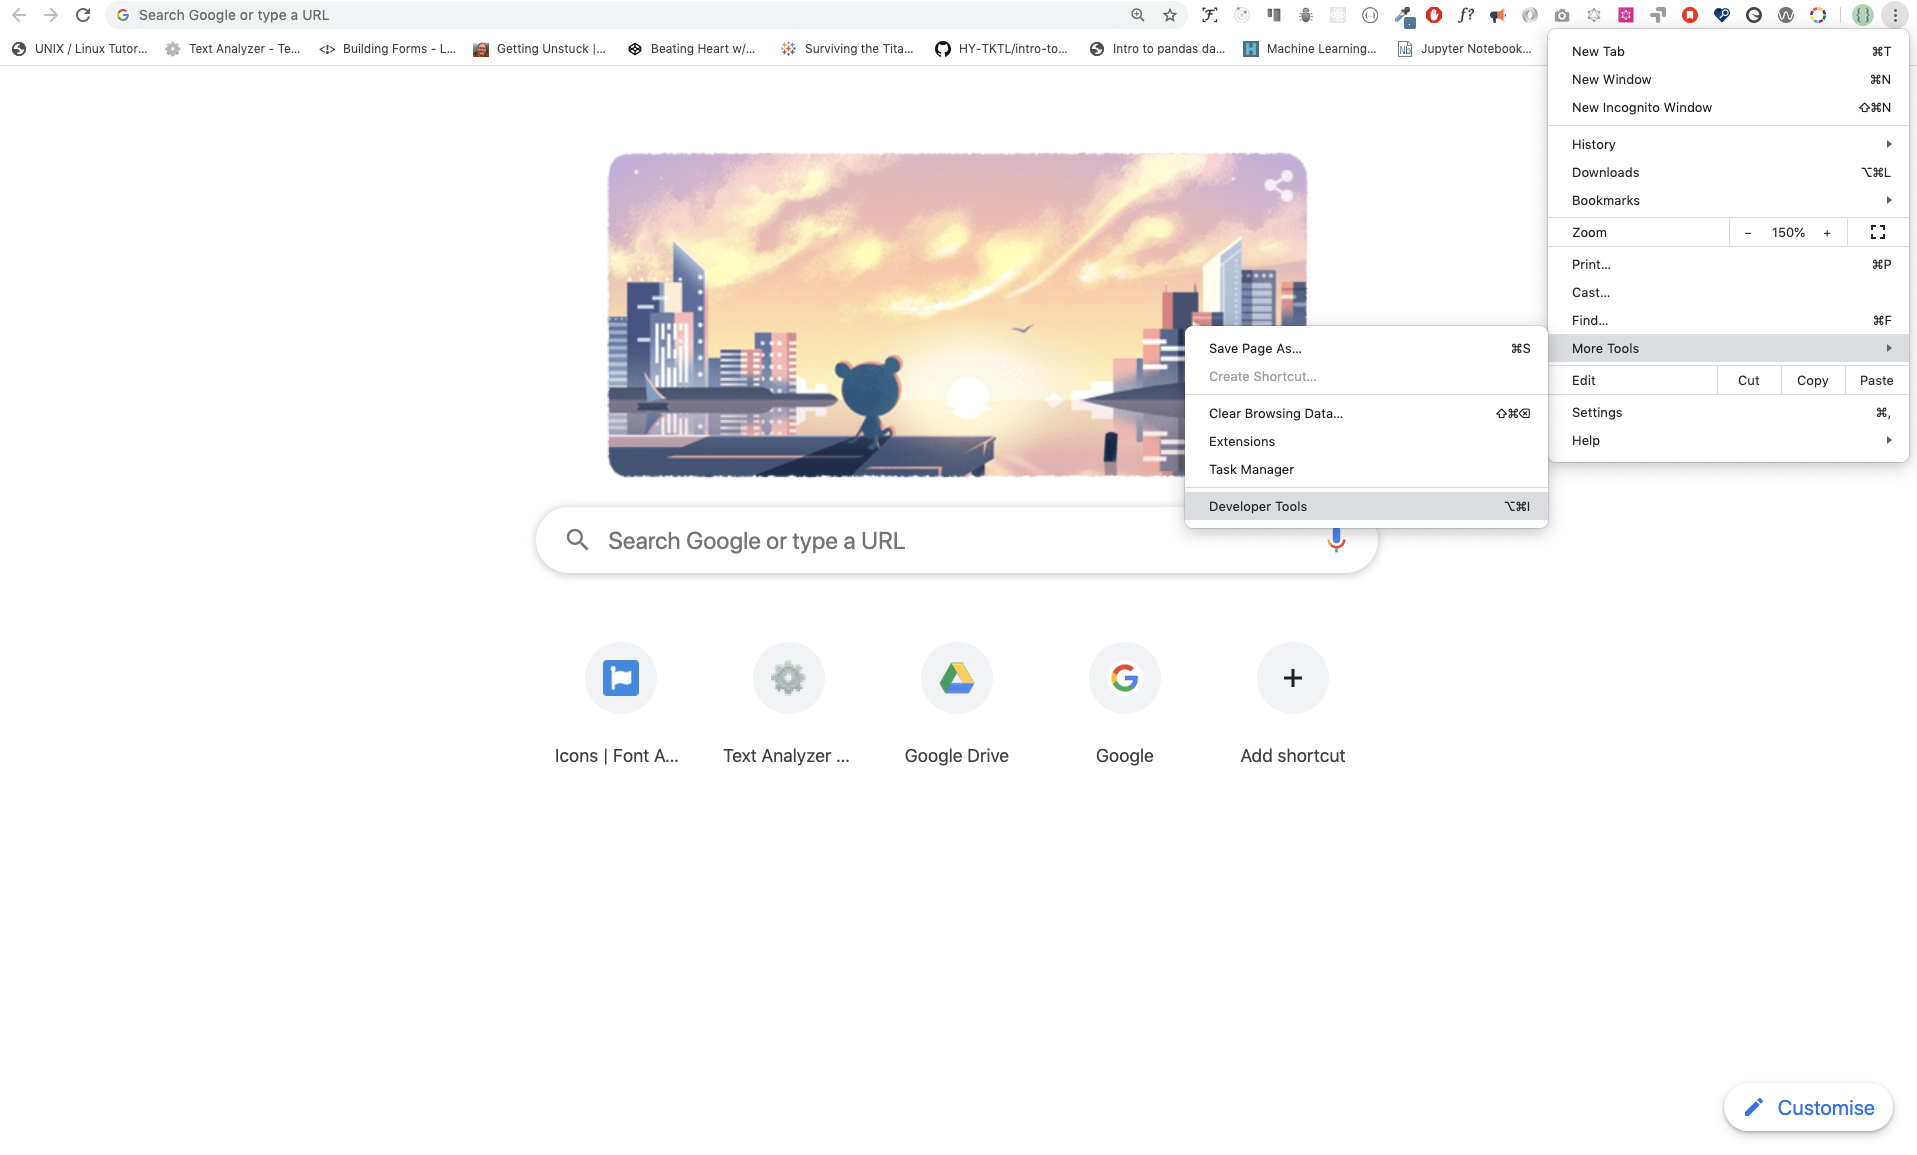 Search Google or type a URL
UNIX / Linux Tutor...
Text Analyzer - Te...
Building Forms - L...
Getting Unstuck |...
Beating Heart w/...
Surviving the Tita...
HY-TKTL/intro-to...
Intro to pandas da...
Machine Learning...
Jupyter Notebook...
New Tab ⌘T
New Window ⌘N
New Incognito Window ⇧⌘N
History
Downloads ⌥⌘L
Bookmarks
Zoom − 150% +
Print... ⌘P
Cast...
Find... ⌘F
More Tools
Edit Cut Copy Paste
Settings ⌘,
Help
Save Page As... ⌘S
Create Shortcut...
Clear Browsing Data... ⇧⌘⌫
Extensions
Task Manager
Developer Tools ⌥⌘I
Search Google or type a URL
Icons | Font A...
Text Analyzer ...
Google Drive
Google
Add shortcut
Customise